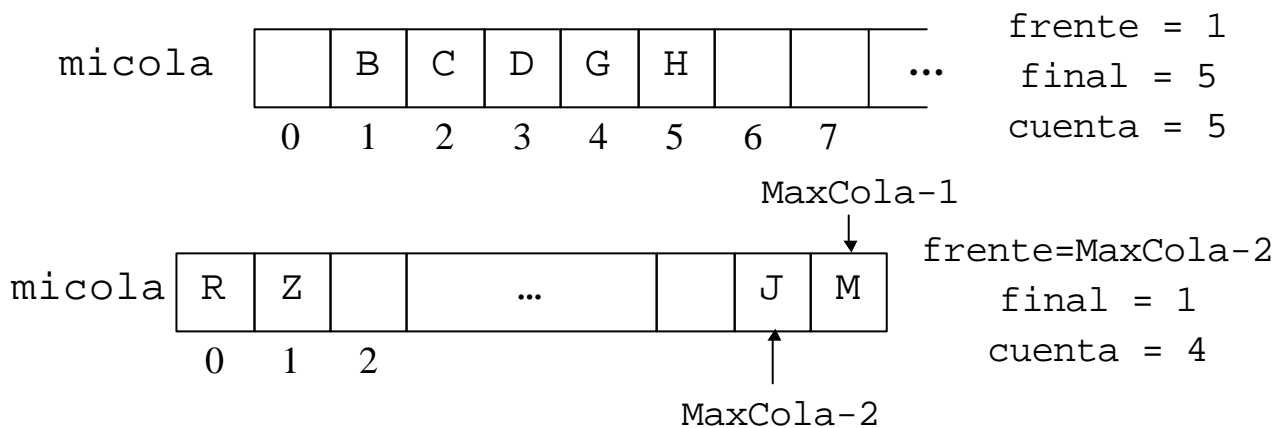 micola B C D G H ... frente = 1
final = 5
cuenta = 5
0 1 2 3 4 5 6 7
MaxCola-1
micola R Z ... J M frente=MaxCola-2
final = 1
cuenta = 4
0 1 2
MaxCola-2